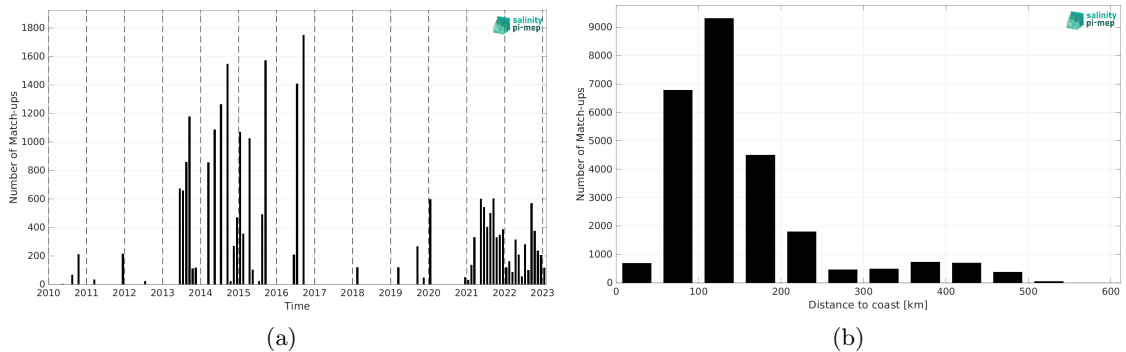 salinity
pi-mep
1800
1600
1400
1200
1000
800
600
400
200
0
Number of Match-ups
2010 2011 2012 2013 2014 2015 2016 2017 2018 2019 2020 2021 2022 2023
Time
(a)
salinity
pi-mep
9000
8000
7000
6000
5000
4000
3000
2000
1000
0
Number of Match-ups
0 100 200 300 400 500 600
Distance to coast [km]
(b)